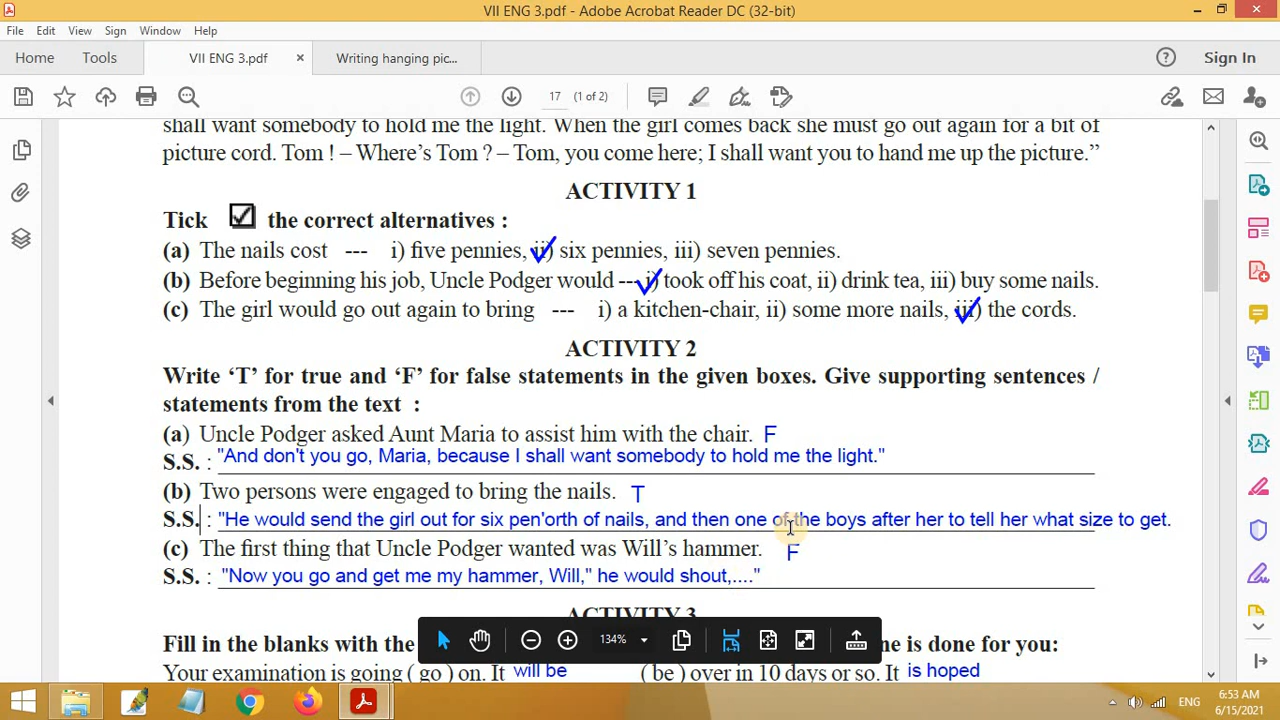 VII ENG 3.pdf - Adobe Acrobat Reader DC (32-bit)
File Edit View Sign Window Help
Home Tools VII ENG 3.pdf × Writing hanging pic... Sign In
17 (1 of 2)
shall want somebody to hold me the light. When the girl comes back she must go out again for a bit of
picture cord. Tom ! – Where's Tom ? – Tom, you come here; I shall want you to hand me up the picture."
ACTIVITY 1
Tick the correct alternatives :
(a) The nails cost --- i) five pennies, ii) six pennies, iii) seven pennies.
(b) Before beginning his job, Uncle Podger would --- i) took off his coat, ii) drink tea, iii) buy some nails.
(c) The girl would go out again to bring --- i) a kitchen-chair, ii) some more nails, iii) the cords.
ACTIVITY 2
Write 'T' for true and 'F' for false statements in the given boxes. Give supporting sentences /
statements from the text :
(a) Uncle Podger asked Aunt Maria to assist him with the chair. F
S.S. : "And don't you go, Maria, because I shall want somebody to hold me the light."
(b) Two persons were engaged to bring the nails. T
S.S. : "He would send the girl out for six pen'orth of nails, and then one of the boys after her to tell her what size to get.
(c) The first thing that Uncle Podger wanted was Will's hammer. F
S.S. : "Now you go and get me my hammer, Will," he would shout,...."
ACTIVITY 3
Fill in the blanks with the ne is done for you:
134%
Your examination is going ( go ) on. It will be ( be ) over in 10 days or so. It is hoped
ENG 6:53 AM
6/15/2021